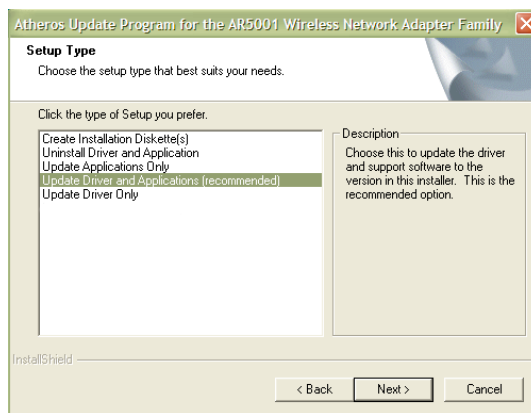 Atheros Update Program for the AR5001 Wireless Network Adapter Family
Setup Type
Choose the setup type that best suits your needs.
Click the type of Setup you prefer.
Create Installation Diskette(s)
Uninstall Driver and Application
Update Applications Only
Update Driver and Applications (recommended)
Update Driver Only
Description
Choose this to update the driver
and support software to the
version in this installer. This is the
recommended option.
InstallShield
< Back
Next >
Cancel